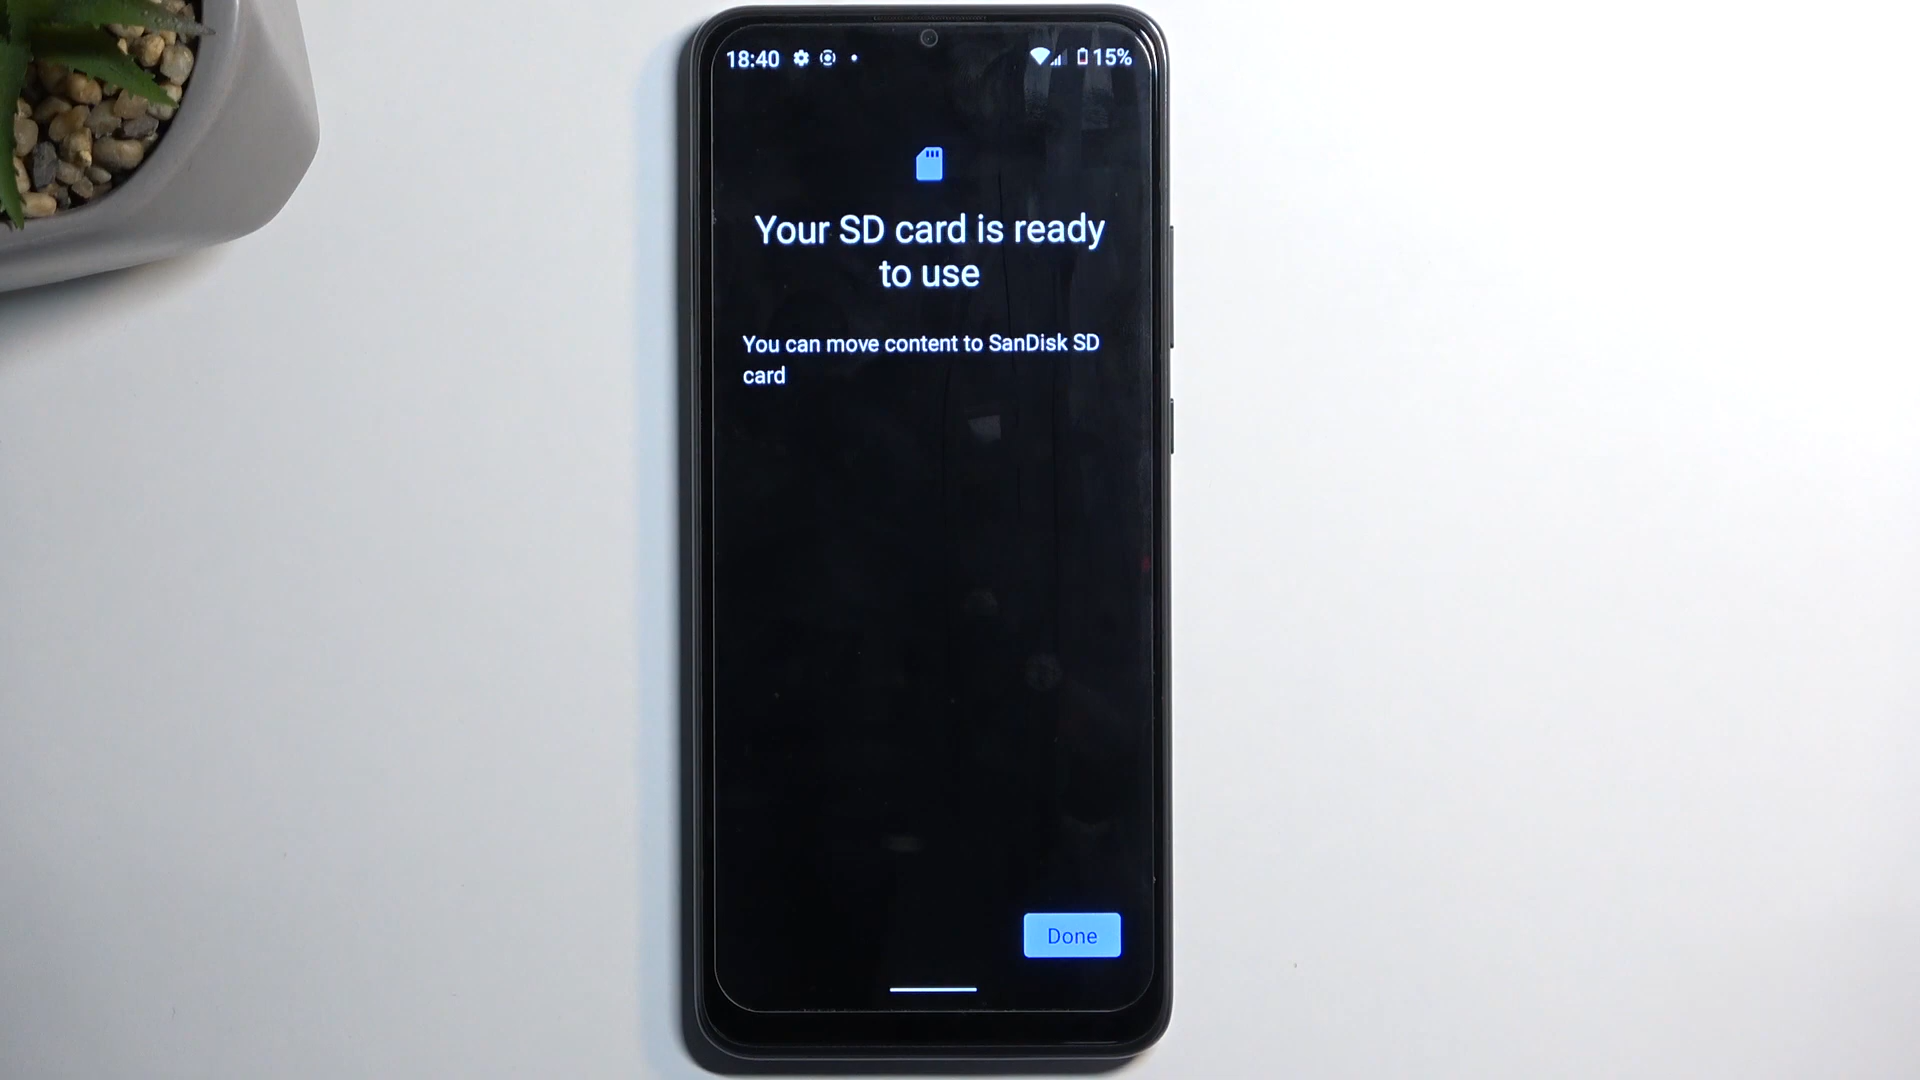 18:40 15%
Your SD card is ready
to use
You can move content to SanDisk SD
card
Done